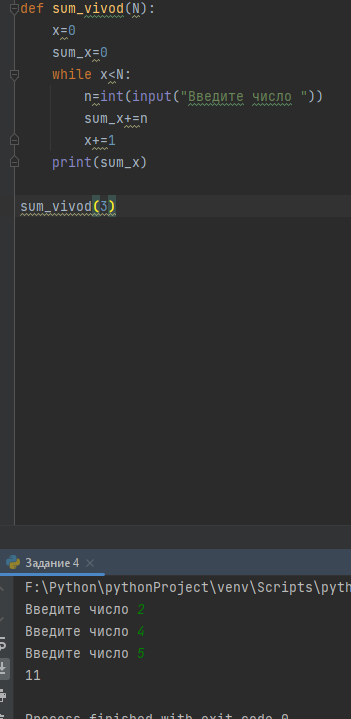 def sum_vivod(N):
    x=0
    sum_x=0
    while x<N:
        n=int(input("Введите число "))
        sum_x+=n
        x+=1
    print(sum_x)
sum_vivod(3)
Задание 4 ×
F:\Python\pythonProject\venv\Scripts\pyth
Введите число 2
Введите число 4
Введите число 5
11
Process finished with exit code 0